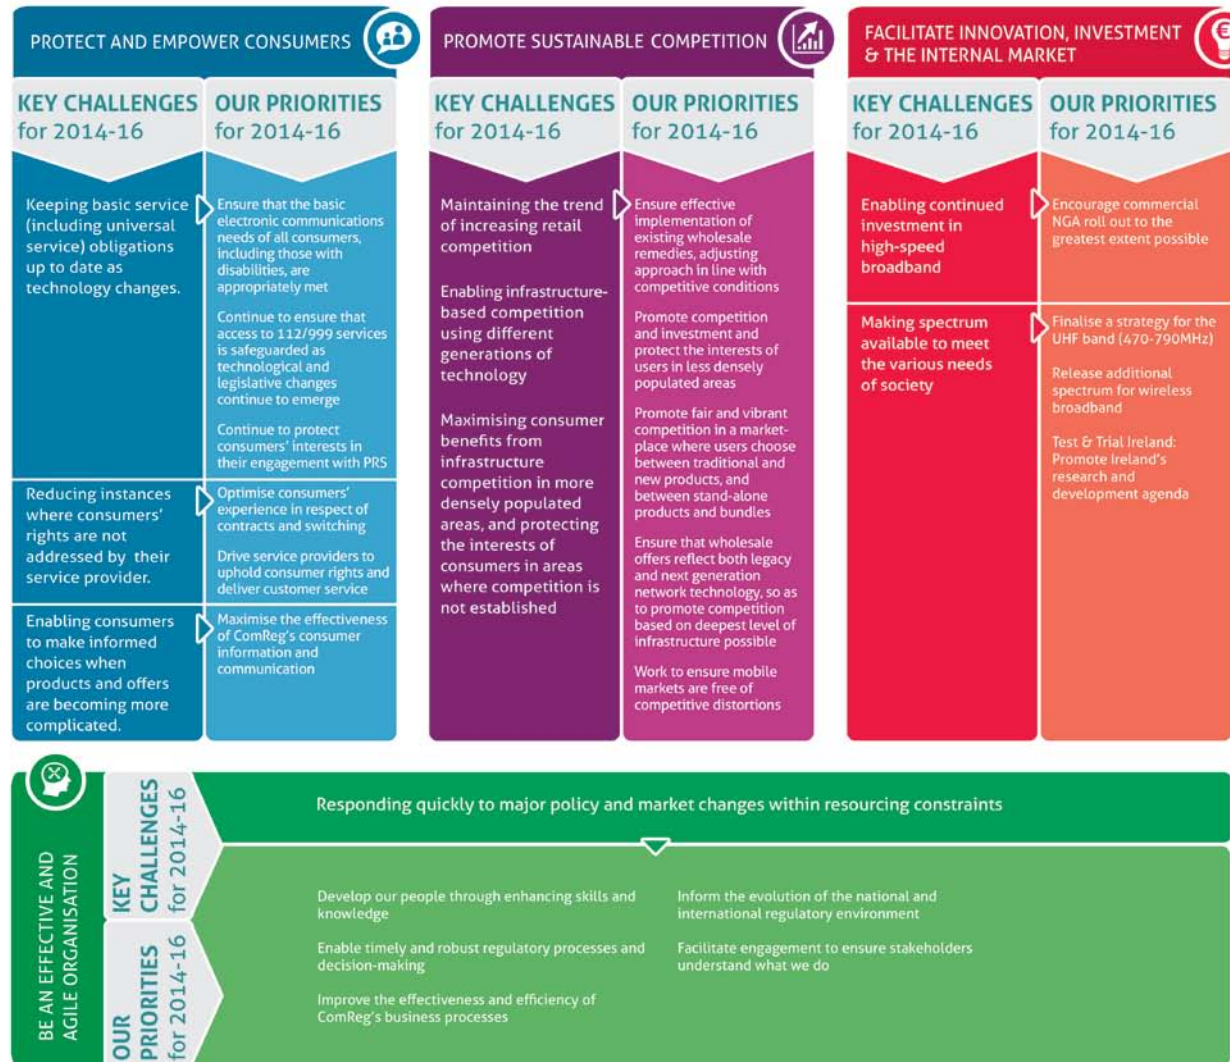 PROTECT AND EMPOWER CONSUMERS
KEY CHALLENGES
for 2014-16
OUR PRIORITIES
for 2014-16
Keeping basic service
(including universal
service) obligations
up to date as
technology changes.
Ensure that the basic
electronic communications
needs of all consumers,
including those with
disabilities, are
appropriately met
Continue to ensure that
access to 112/999 services
is safeguarded as
technological and
legislative changes
continue to emerge
Continue to protect
consumers' interests in
their engagement with PRS
Reducing instances
where consumers'
rights are not
addressed by their
service provider.
Optimise consumers'
experience in respect of
contracts and switching
Drive service providers to
uphold consumer rights and
deliver customer service
Enabling consumers
to make informed
choices when
products and offers
are becoming more
complicated.
Maximise the effectiveness
of ComReg's consumer
information and
communication
PROMOTE SUSTAINABLE COMPETITION
KEY CHALLENGES
for 2014-16
OUR PRIORITIES
for 2014-16
Maintaining the trend
of increasing retail
competition
Enabling infrastructure-
based competition
using different
generations of
technology
Maximising consumer
benefits from
infrastructure
competition in more
densely populated
areas, and protecting
the interests of
consumers in areas
where competition is
not established
Ensure effective
implementation of
existing wholesale
remedies, adjusting
approach in line with
competitive conditions
Promote competition
and investment and
protect the interests of
users in less densely
populated areas
Promote fair and vibrant
competition in a market-
place where users choose
between traditional and
new products, and
between stand-alone
products and bundles
Ensure that wholesale
offers reflect both legacy
and next generation
network technology, so as
to promote competition
based on deepest level of
infrastructure possible
Work to ensure mobile
markets are free of
competitive distortions
FACILITATE INNOVATION, INVESTMENT
& THE INTERNAL MARKET
€
KEY CHALLENGES
for 2014-16
OUR PRIORITIES
for 2014-16
Enabling continued
investment in
high-speed
broadband
Encourage commercial
NGA roll out to the
greatest extent possible
Making spectrum
available to meet
the various needs
of society
Finalise a strategy for the
UHF band (470-790MHz)
Release additional
spectrum for wireless
broadband
Test & Trial Ireland:
Promote Ireland's
research and
development agenda
BE AN EFFECTIVE AND
AGILE ORGANISATION
KEY
CHALLENGES
for 2014-16
Responding quickly to major policy and market changes within resourcing constraints
OUR
PRIORITIES
for 2014-16
Develop our people through enhancing skills and
knowledge
Enable timely and robust regulatory processes and
decision-making
Improve the effectiveness and efficiency of
ComReg's business processes
Inform the evolution of the national and
international regulatory environment
Facilitate engagement to ensure stakeholders
understand what we do